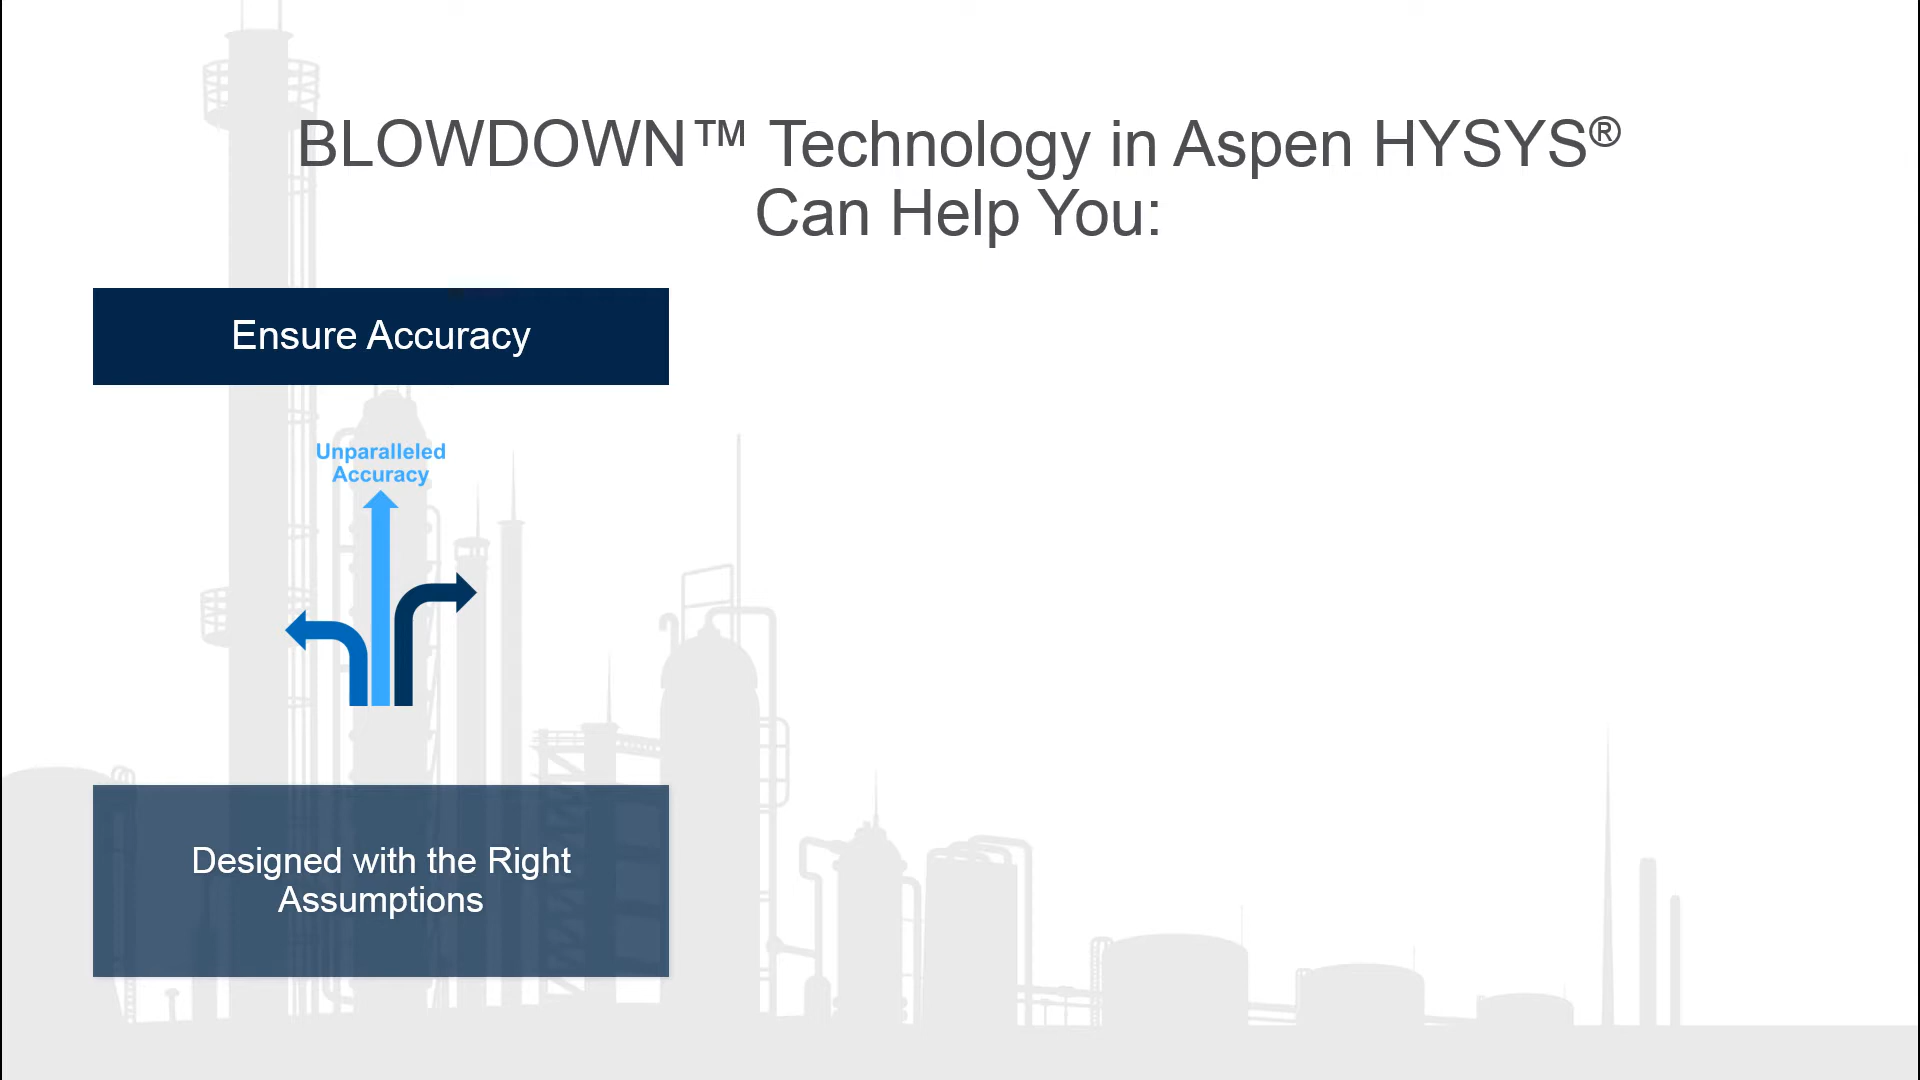 BLOWDOWN™ Technology in Aspen HYSYS®
Can Help You:
Ensure Accuracy
Unparalleled
Accuracy
Designed with the Right
Assumptions